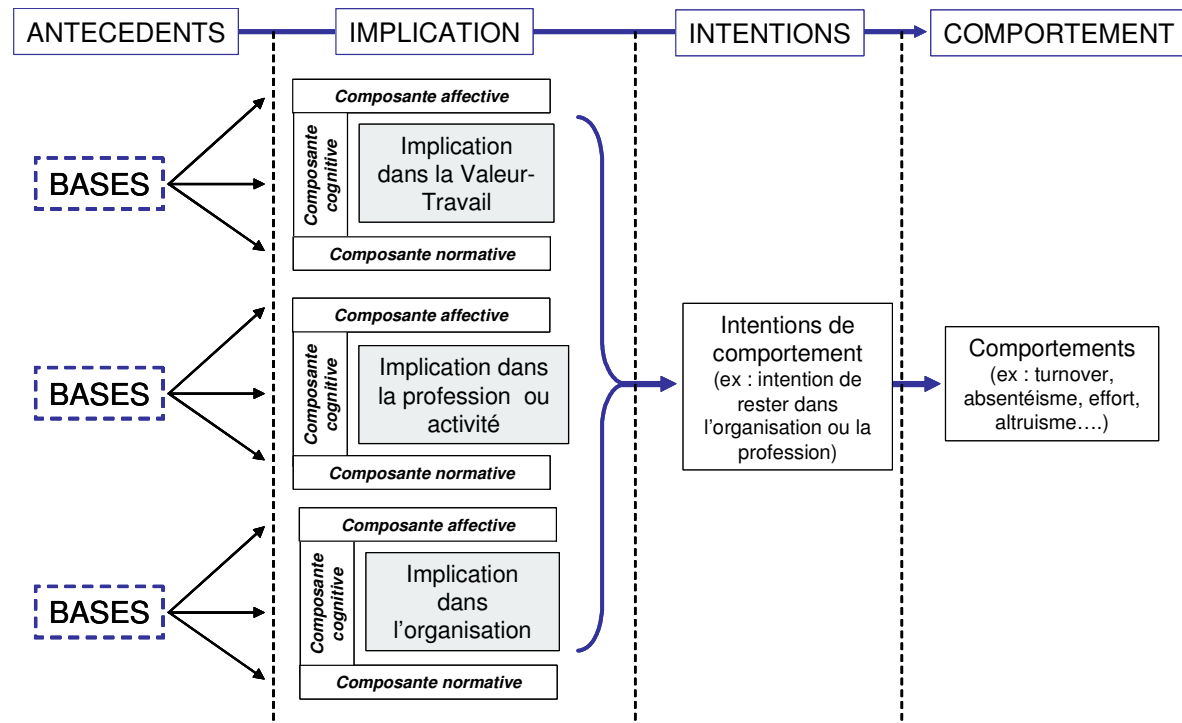 ANTECEDENTS
IMPLICATION
INTENTIONS
COMPORTEMENT
BASES
Composante affective
Composante
cognitive
Implication
dans la Valeur-
Travail
Composante normative
BASES
Composante affective
Composante
cognitive
Implication dans
la profession ou
activité
Composante normative
BASES
Composante affective
Composante
cognitive
Implication
dans
l'organisation
Composante normative
Intentions de
comportement
(ex : intention de
rester dans
l'organisation ou la
profession)
Comportements
(ex : turnover,
absentéisme, effort,
altruisme….)